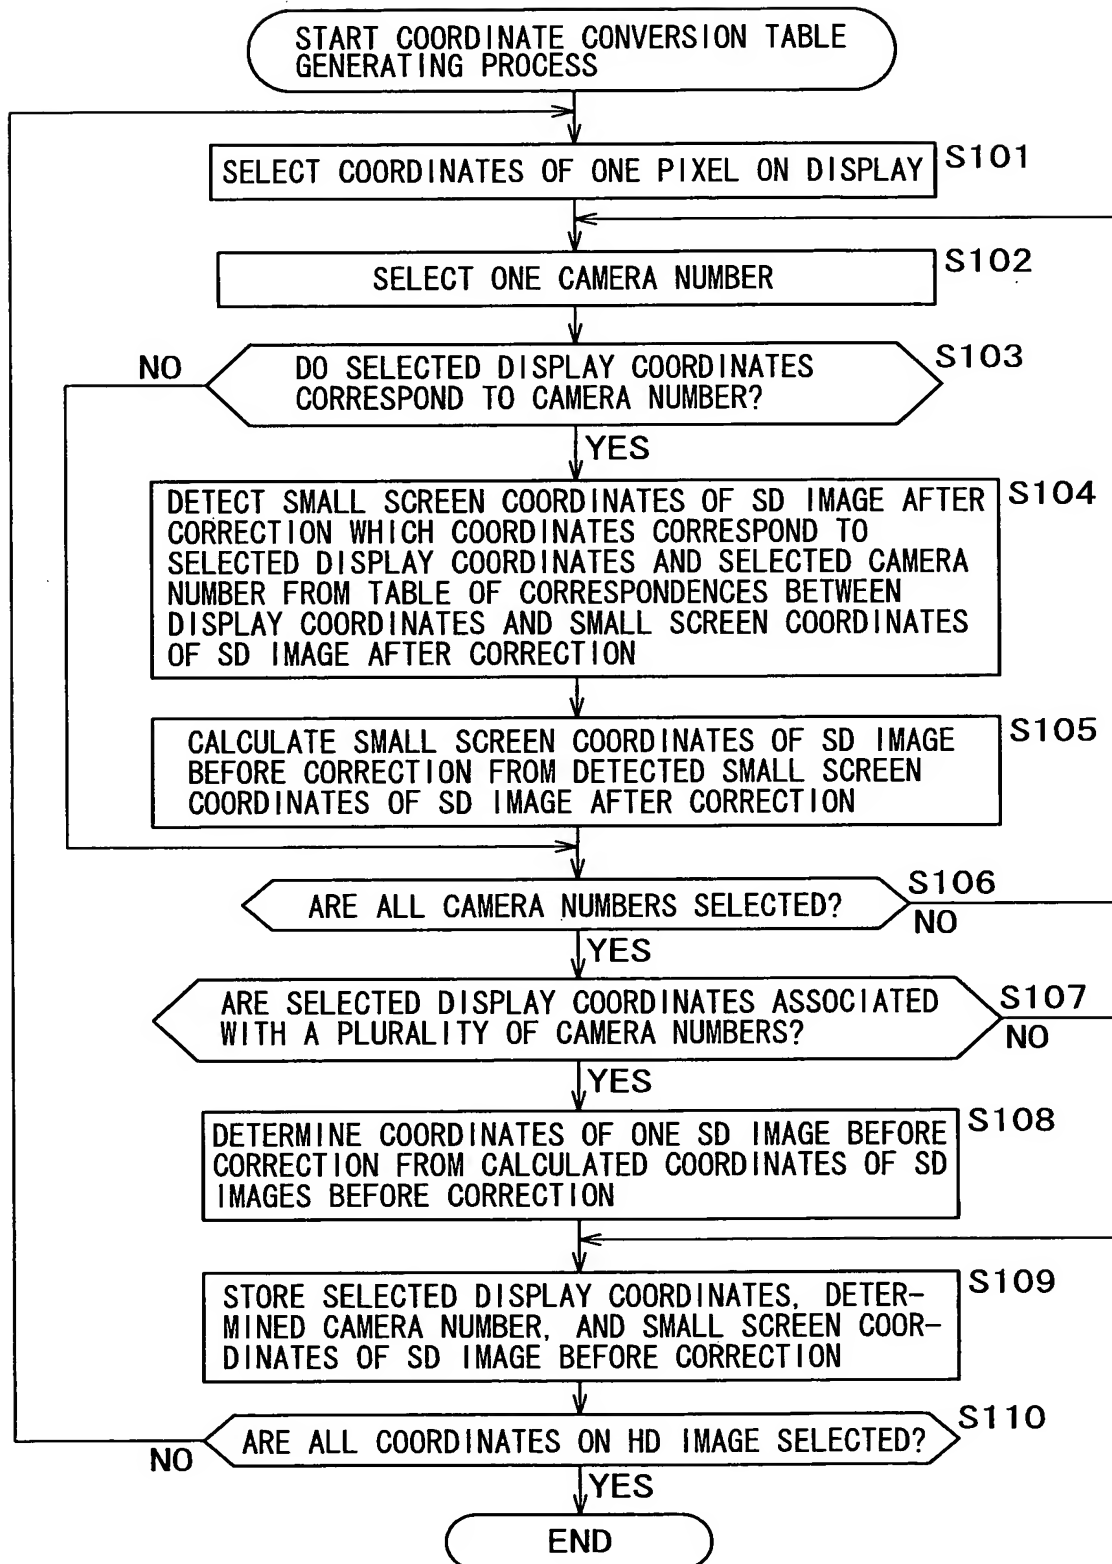 START COORDINATE CONVERSION TABLE
GENERATING PROCESS
SELECT COORDINATES OF ONE PIXEL ON DISPLAY
S101
SELECT ONE CAMERA NUMBER
S102
DO SELECTED DISPLAY COORDINATES
CORRESPOND TO CAMERA NUMBER?
S103
NO
YES
DETECT SMALL SCREEN COORDINATES OF SD IMAGE AFTER
CORRECTION WHICH COORDINATES CORRESPOND TO
SELECTED DISPLAY COORDINATES AND SELECTED CAMERA
NUMBER FROM TABLE OF CORRESPONDENCES BETWEEN
DISPLAY COORDINATES AND SMALL SCREEN COORDINATES
OF SD IMAGE AFTER CORRECTION
S104
CALCULATE SMALL SCREEN COORDINATES OF SD IMAGE
BEFORE CORRECTION FROM DETECTED SMALL SCREEN
COORDINATES OF SD IMAGE AFTER CORRECTION
S105
ARE ALL CAMERA NUMBERS SELECTED?
S106
NO
YES
ARE SELECTED DISPLAY COORDINATES ASSOCIATED
WITH A PLURALITY OF CAMERA NUMBERS?
S107
NO
YES
DETERMINE COORDINATES OF ONE SD IMAGE BEFORE
CORRECTION FROM CALCULATED COORDINATES OF SD
IMAGES BEFORE CORRECTION
S108
STORE SELECTED DISPLAY COORDINATES, DETER-
MINED CAMERA NUMBER, AND SMALL SCREEN COOR-
DINATES OF SD IMAGE BEFORE CORRECTION
S109
ARE ALL COORDINATES ON HD IMAGE SELECTED?
S110
NO
YES
END